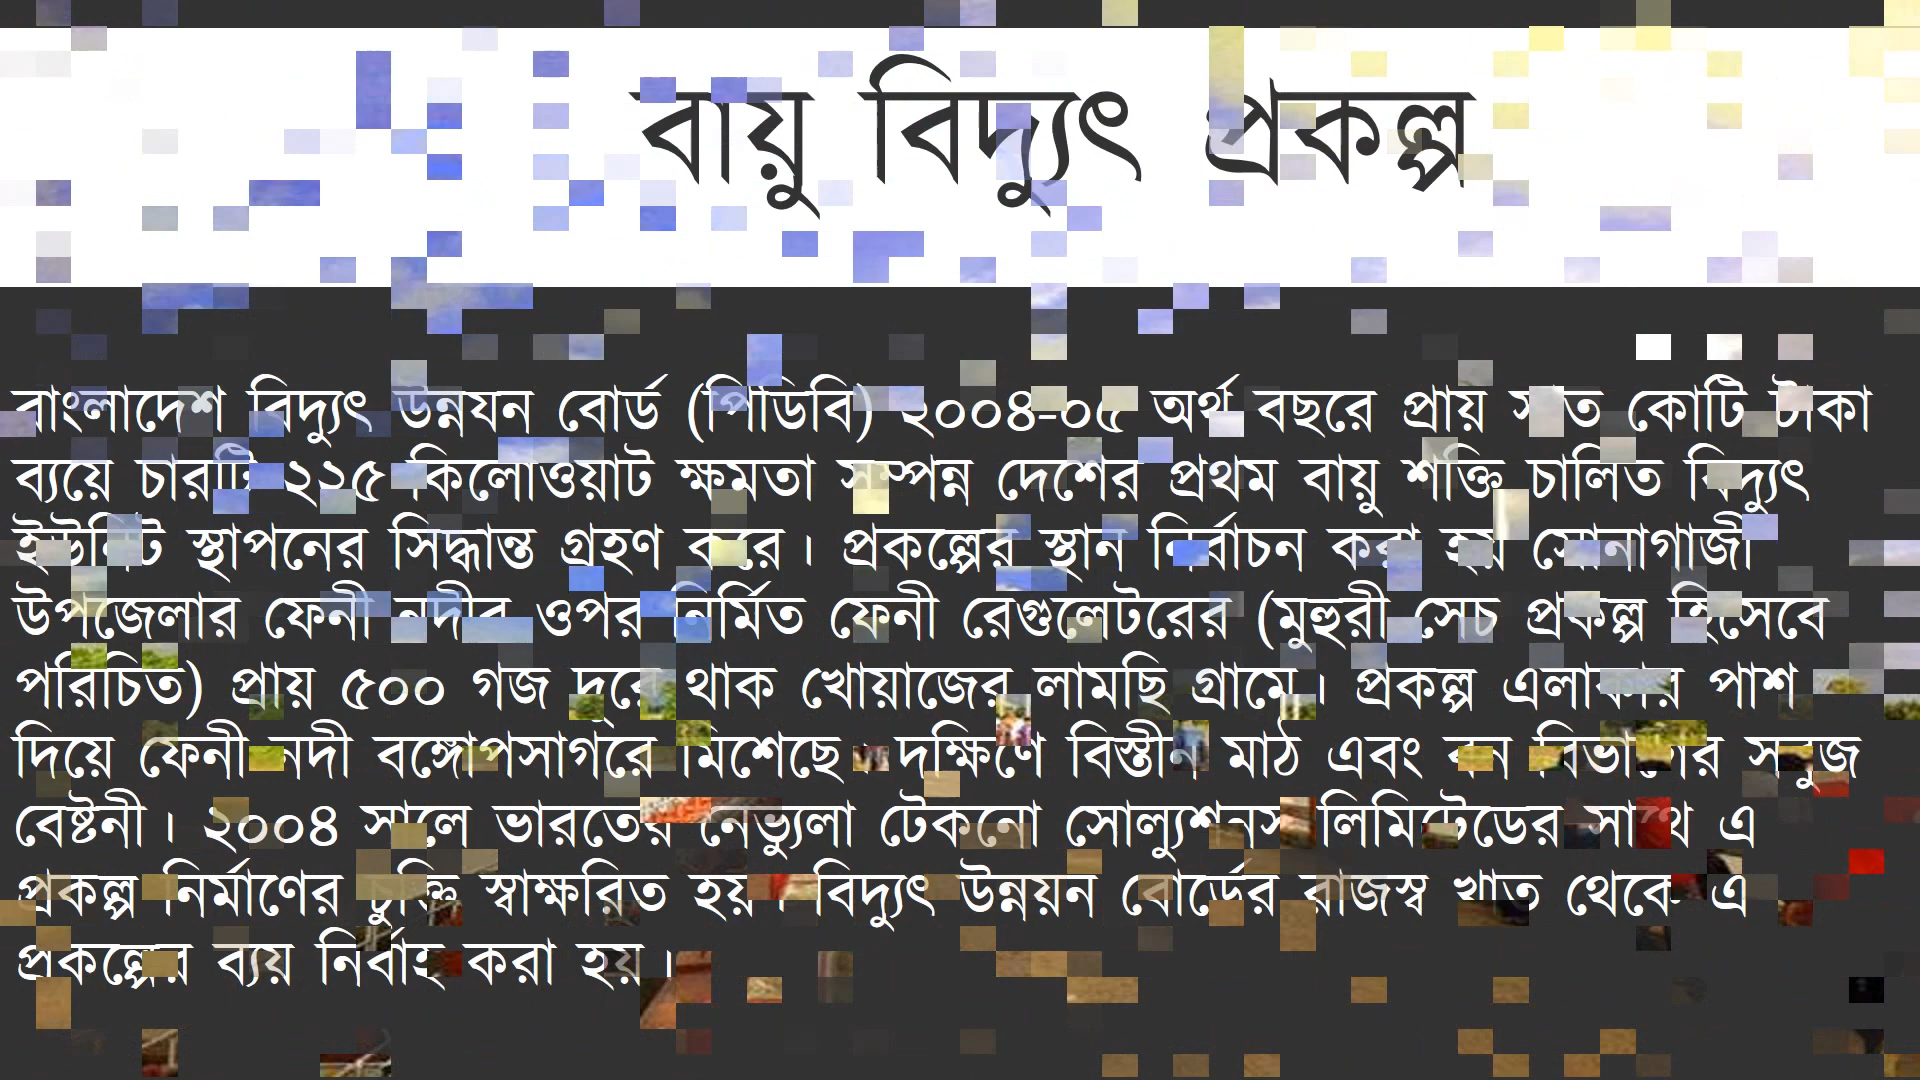 বায়ু বিদ্যুৎ প্রকল্প
বাংলাদেশ বিদ্যুৎ উন্নযন বোর্ড (পিডিবি) ২০০৪-০৫ অর্থ বছরে প্রায় সাত কোটি টাকা
ব্যয়ে চারটি ২২৫ কিলোওয়াট ক্ষমতা সম্পন্ন দেশের প্রথম বায়ু শক্তি চালিত বিদ্যুৎ
ইউনিট স্থাপনের সিদ্ধান্ত গ্রহণ করে। প্রকল্পের স্থান নির্বাচন করা হয় সোনাগাজী
উপজেলার ফেনী নদীর ওপর নির্মিত ফেনী রেগুলেটরের (মুহুরী সেচ প্রকল্প হিসেবে
পরিচিত) প্রায় ৫০০ গজ দূরে থাক খোয়াজের লামছি গ্রামে। প্রকল্প এলাকার পাশ
দিয়ে ফেনী নদী বঙ্গোপসাগরে মিশেছে। দক্ষিণে বিস্তীর্ন মাঠ এবং বন বিভাগের সবুজ
বেষ্টনী। ২০০৪ সালে ভারতের নেভ্যুলা টেকনো সোল্যুশনস লিমিটেডের সাথে এ
প্রকল্প নির্মাণের চুক্তি স্বাক্ষরিত হয়। বিদ্যুৎ উন্নয়ন বোর্ডের রাজস্ব খাত থেকে এ
প্রকল্পের ব্যয় নির্বাহ করা হয়।